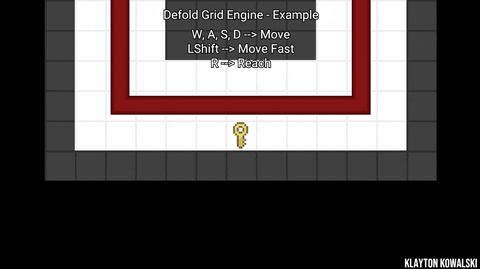 Defold Grid Engine - Example
W, A, S, D --> Move
LShift --> Move Fast
R --> Reach
KLAYTON KOWALSKI